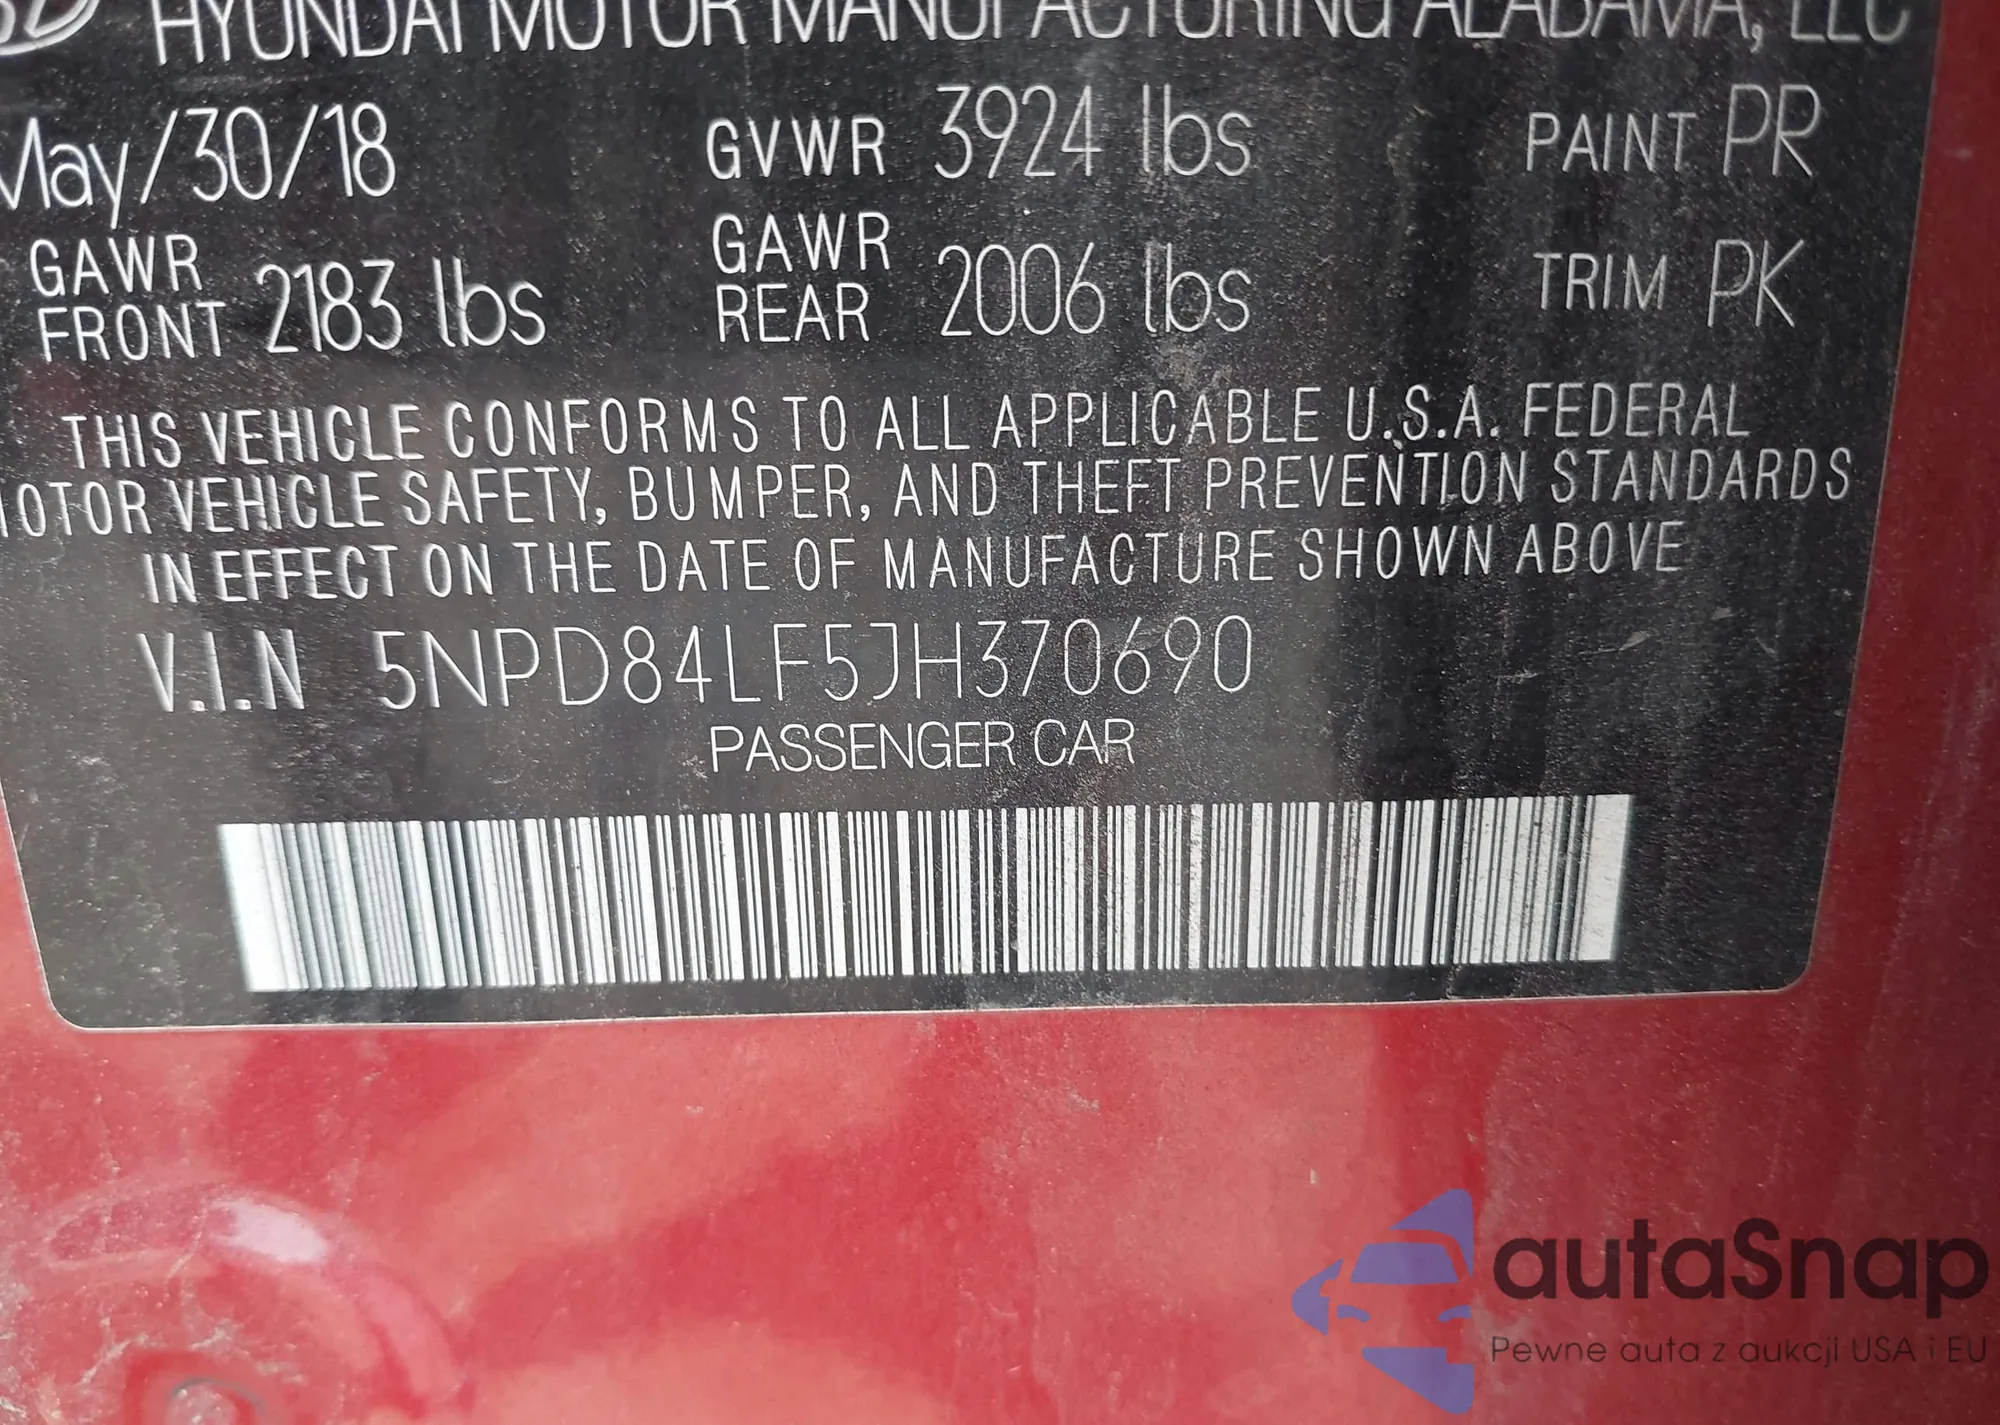 HYUNDAI MOTOR MANUFACTURING ALABAMA, LLC
May/30/18 GVWR 3924 lbs PAINT PR
GAWR FRONT 2183 lbs GAWR REAR 2006 lbs TRIM PK
THIS VEHICLE CONFORMS TO ALL APPLICABLE U.S.A. FEDERAL
MOTOR VEHICLE SAFETY, BUMPER, AND THEFT PREVENTION STANDARDS
IN EFFECT ON THE DATE OF MANUFACTURE SHOWN ABOVE
V.I.N 5NPD84LF5JH370690
PASSENGER CAR
autaSnap
Pewne auta z aukcji USA i EU